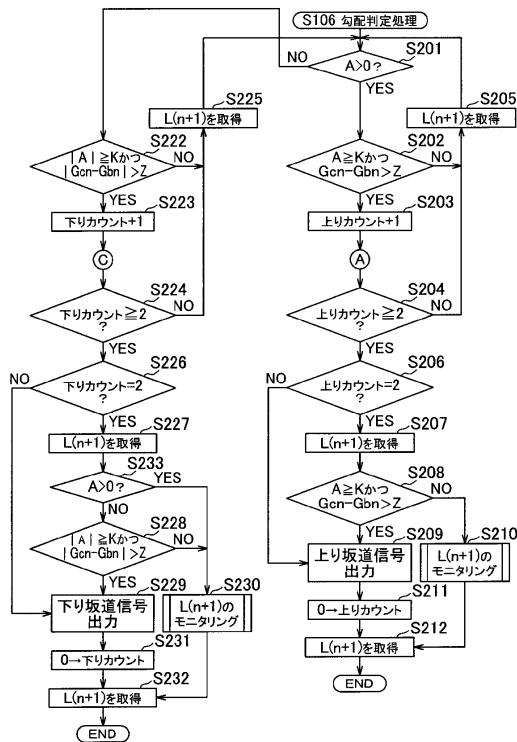 S106 勾配判定処理
S201
A>0?
NO
YES
S225
L(n+1)を取得
S205
L(n+1)を取得
S222
|A|≧Kかつ
|Gcn-Gbn|>Z
NO
YES
S202
A≧Kかつ
Gcn-Gbn>Z
NO
YES
S223
下りカウント+1
S203
上りカウント+1
C
A
S224
下りカウント≧2
?
NO
YES
S204
上りカウント≧2
?
NO
YES
S226
NO
下りカウント=2
?
YES
S206
NO
上りカウント=2
?
YES
S227
L(n+1)を取得
S207
L(n+1)を取得
S233
A>0?
YES
NO
S208
A≧Kかつ
Gcn-Gbn>Z
NO
YES
S228
|A|≧Kかつ
|Gcn-Gbn|>Z
NO
YES
S209
上り坂道信号
出力
S210
L(n+1)の
モニタリング
S229
下り坂道信号
出力
S230
L(n+1)の
モニタリング
S211
0→上りカウント
S231
0→下りカウント
S212
L(n+1)を取得
S232
L(n+1)を取得
END
END